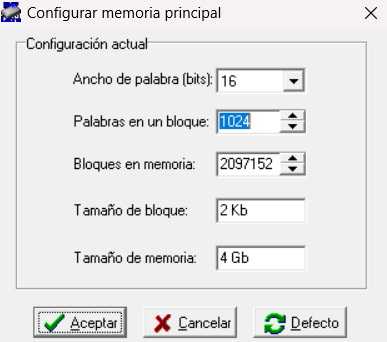 Configurar memoria principal
Configuración actual
Ancho de palabra (bits): 16
Palabras en un bloque: 1024
Bloques en memoria: 2097152
Tamaño de bloque: 2 Kb
Tamaño de memoria: 4 Gb
Aceptar Cancelar Defecto